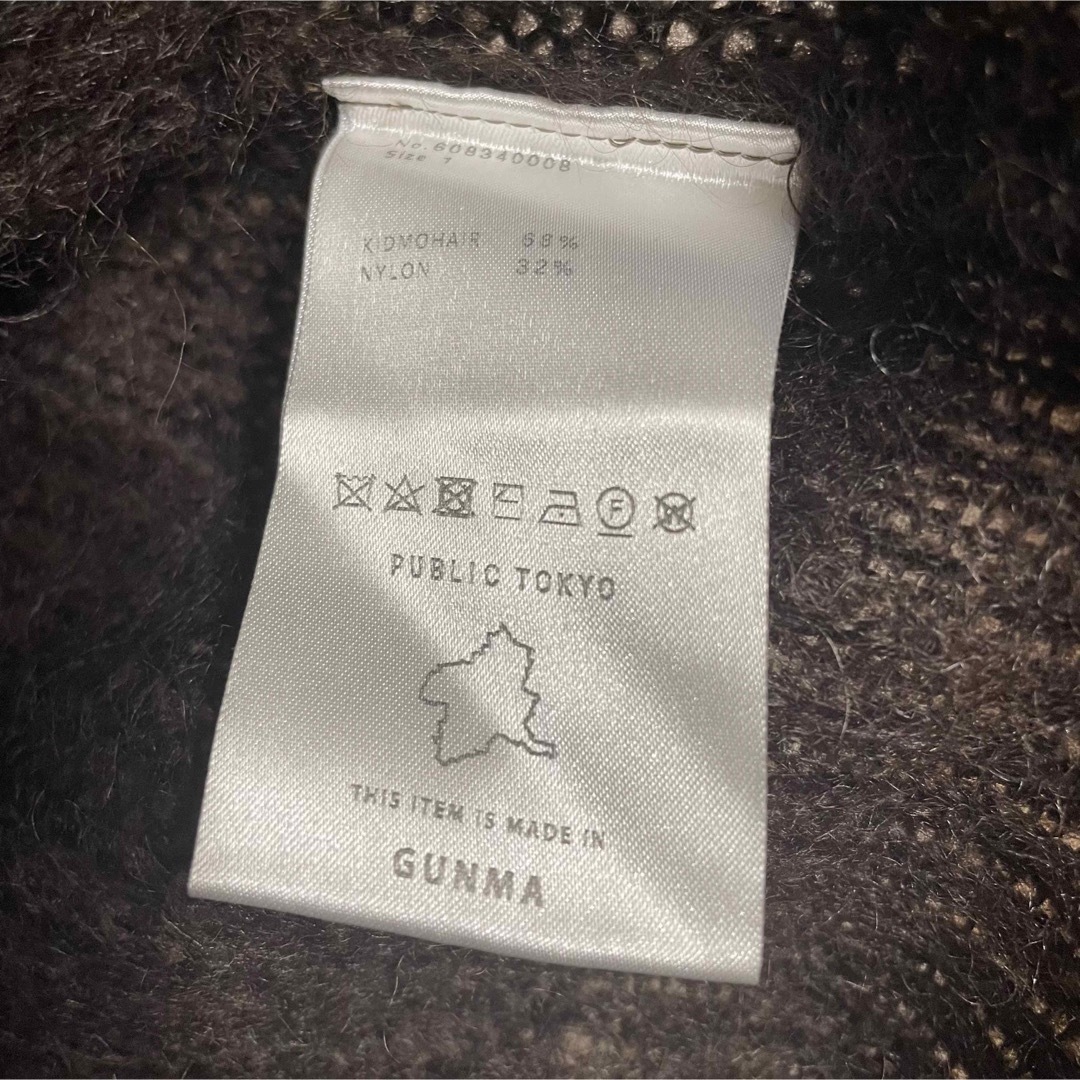 No.608340008
Size 1
KIDMOHAIR 68%
NYLON 32%
F W
PUBLIC TOKYO
THIS ITEM IS MADE IN
GUNMA